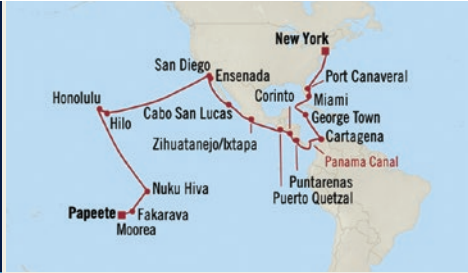 New York
San Diego
Ensenada
Port Canaveral
Corinto
Miami
Honolulu
Hilo
Cabo San Lucas
George Town
Cartagena
Zihuatanejo/Ixtapa
Panama Canal
Puntarenas
Nuku Hiva
Puerto Quetzal
Papeete
Fakarava
Moorea